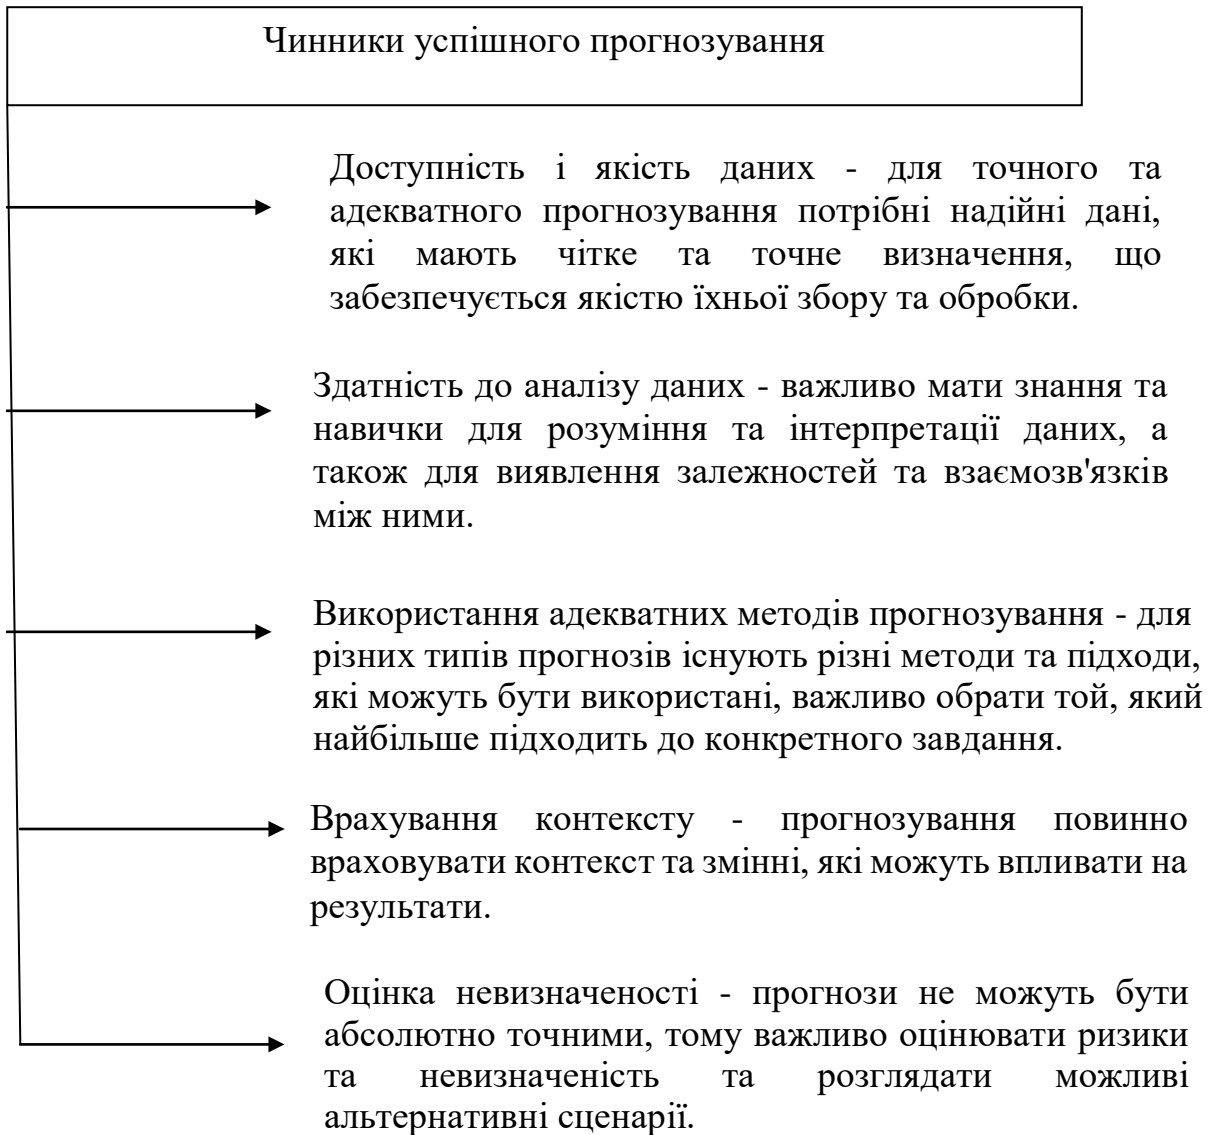 Чинники успішного прогнозування
Доступність і якість даних - для точного та
адекватного прогнозування потрібні надійні дані,
які мають чітке та точне визначення, що
забезпечується якістю їхньої збору та обробки.
Здатність до аналізу даних - важливо мати знання та
навички для розуміння та інтерпретації даних, а
також для виявлення залежностей та взаємозв'язків
між ними.
Використання адекватних методів прогнозування - для
різних типів прогнозів існують різні методи та підходи,
які можуть бути використані, важливо обрати той, який
найбільше підходить до конкретного завдання.
Врахування контексту - прогнозування повинно
враховувати контекст та змінні, які можуть впливати на
результати.
Оцінка невизначеності - прогнози не можуть бути
абсолютно точними, тому важливо оцінювати ризики
та невизначеність та розглядати можливі
альтернативні сценарії.